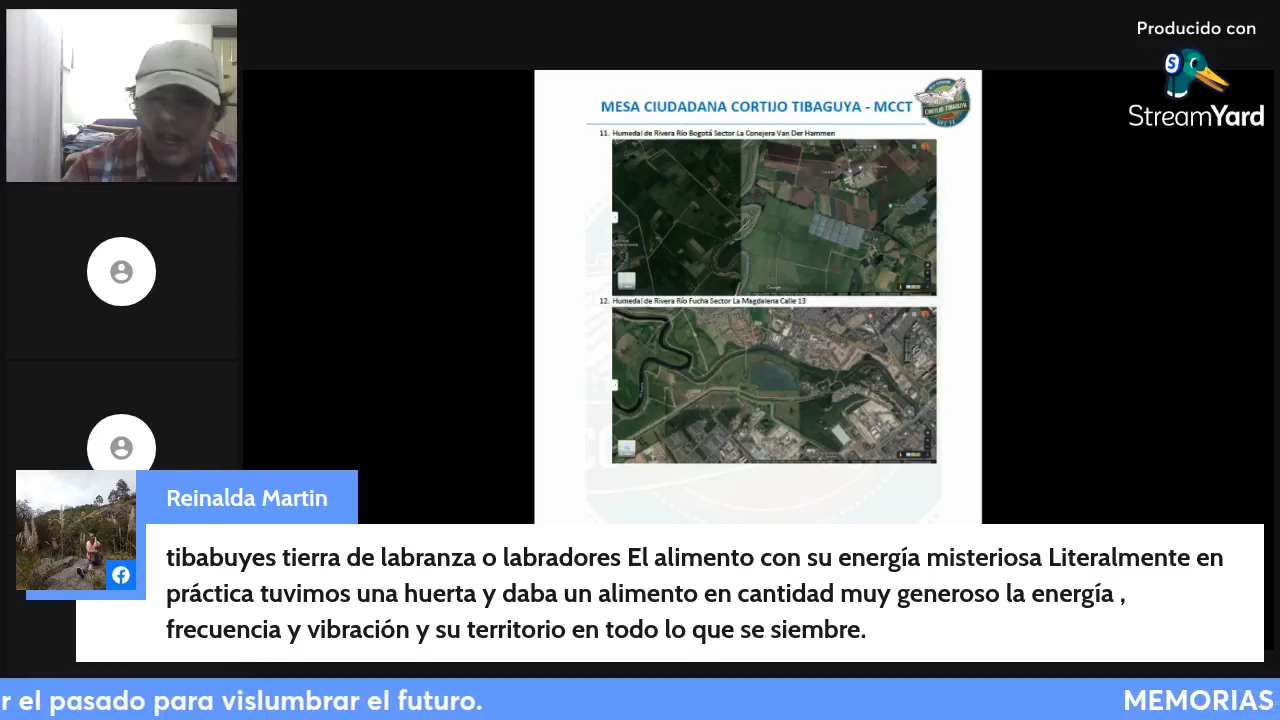 Producido con
StreamYard
MESA CIUDADANA CORTIJO TIBAGUYA - MCCT
CORTIJO TIBAGUYA
11. Humedal de Rivera Río Bogotá Sector La Conejera Van Der Hammen
Google
12. Humedal de Rivera Río Fucha Sector La Magdalena Calle 13
Reinalda Martin
tibabuyes tierra de labranza o labradores El alimento con su energía misteriosa Literalmente en
práctica tuvimos una huerta y daba un alimento en cantidad muy generoso la energía ,
frecuencia y vibración y su territorio en todo lo que se siembre.
r el pasado para vislumbrar el futuro.
MEMORIAS